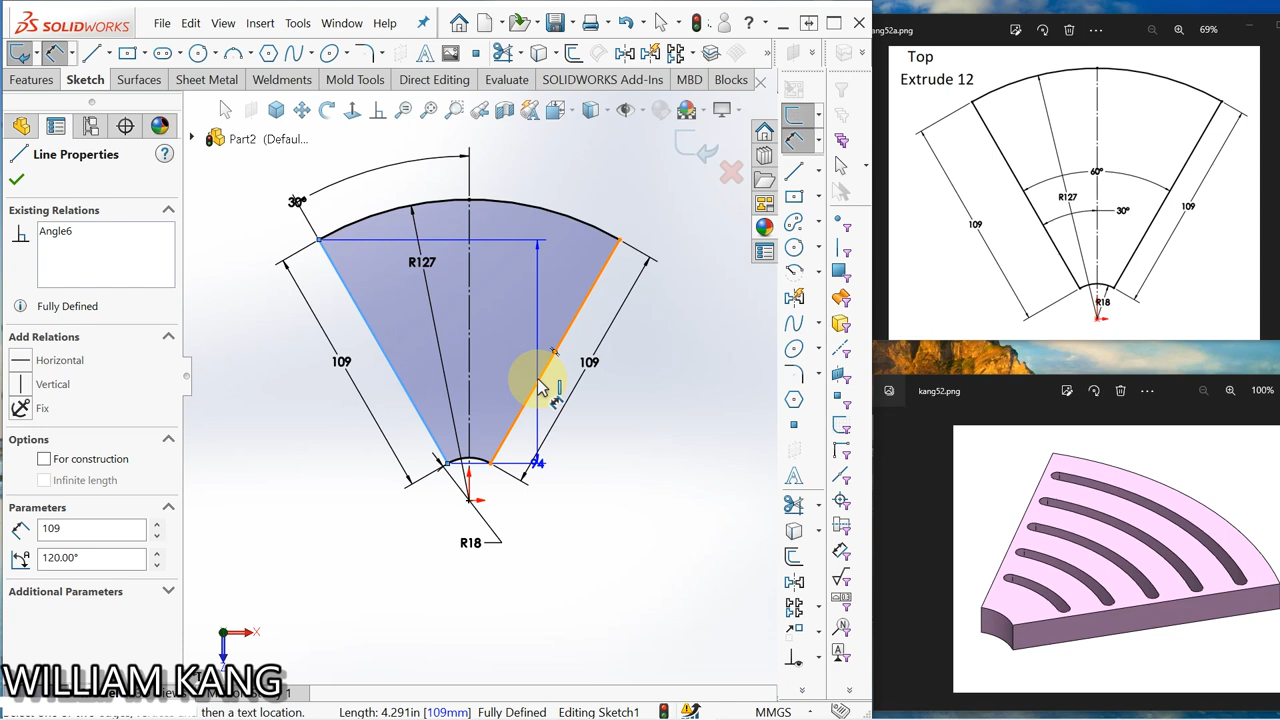 File Edit View Insert Tools Window Help
Features Sketch Surfaces Sheet Metal Weldments Mold Tools Direct Editing Evaluate SOLIDWORKS Add-Ins MBD Blocks
Line Properties
Existing Relations
Angle6
Fully Defined
Add Relations
Horizontal
Vertical
Fix
Options
For construction
Infinite length
Parameters
109
120.00°
Additional Parameters
Part2 (Defau...
30°
R127
109
109
94
R18
X
WILLIAM KANG
then a text location.
Length: 4.291in [109mm] Fully Defined Editing Sketch1 MMGS
ang52a.png
69%
Top
Extrude 12
60°
R127
30°
109
109
R18
kang52.png
100%